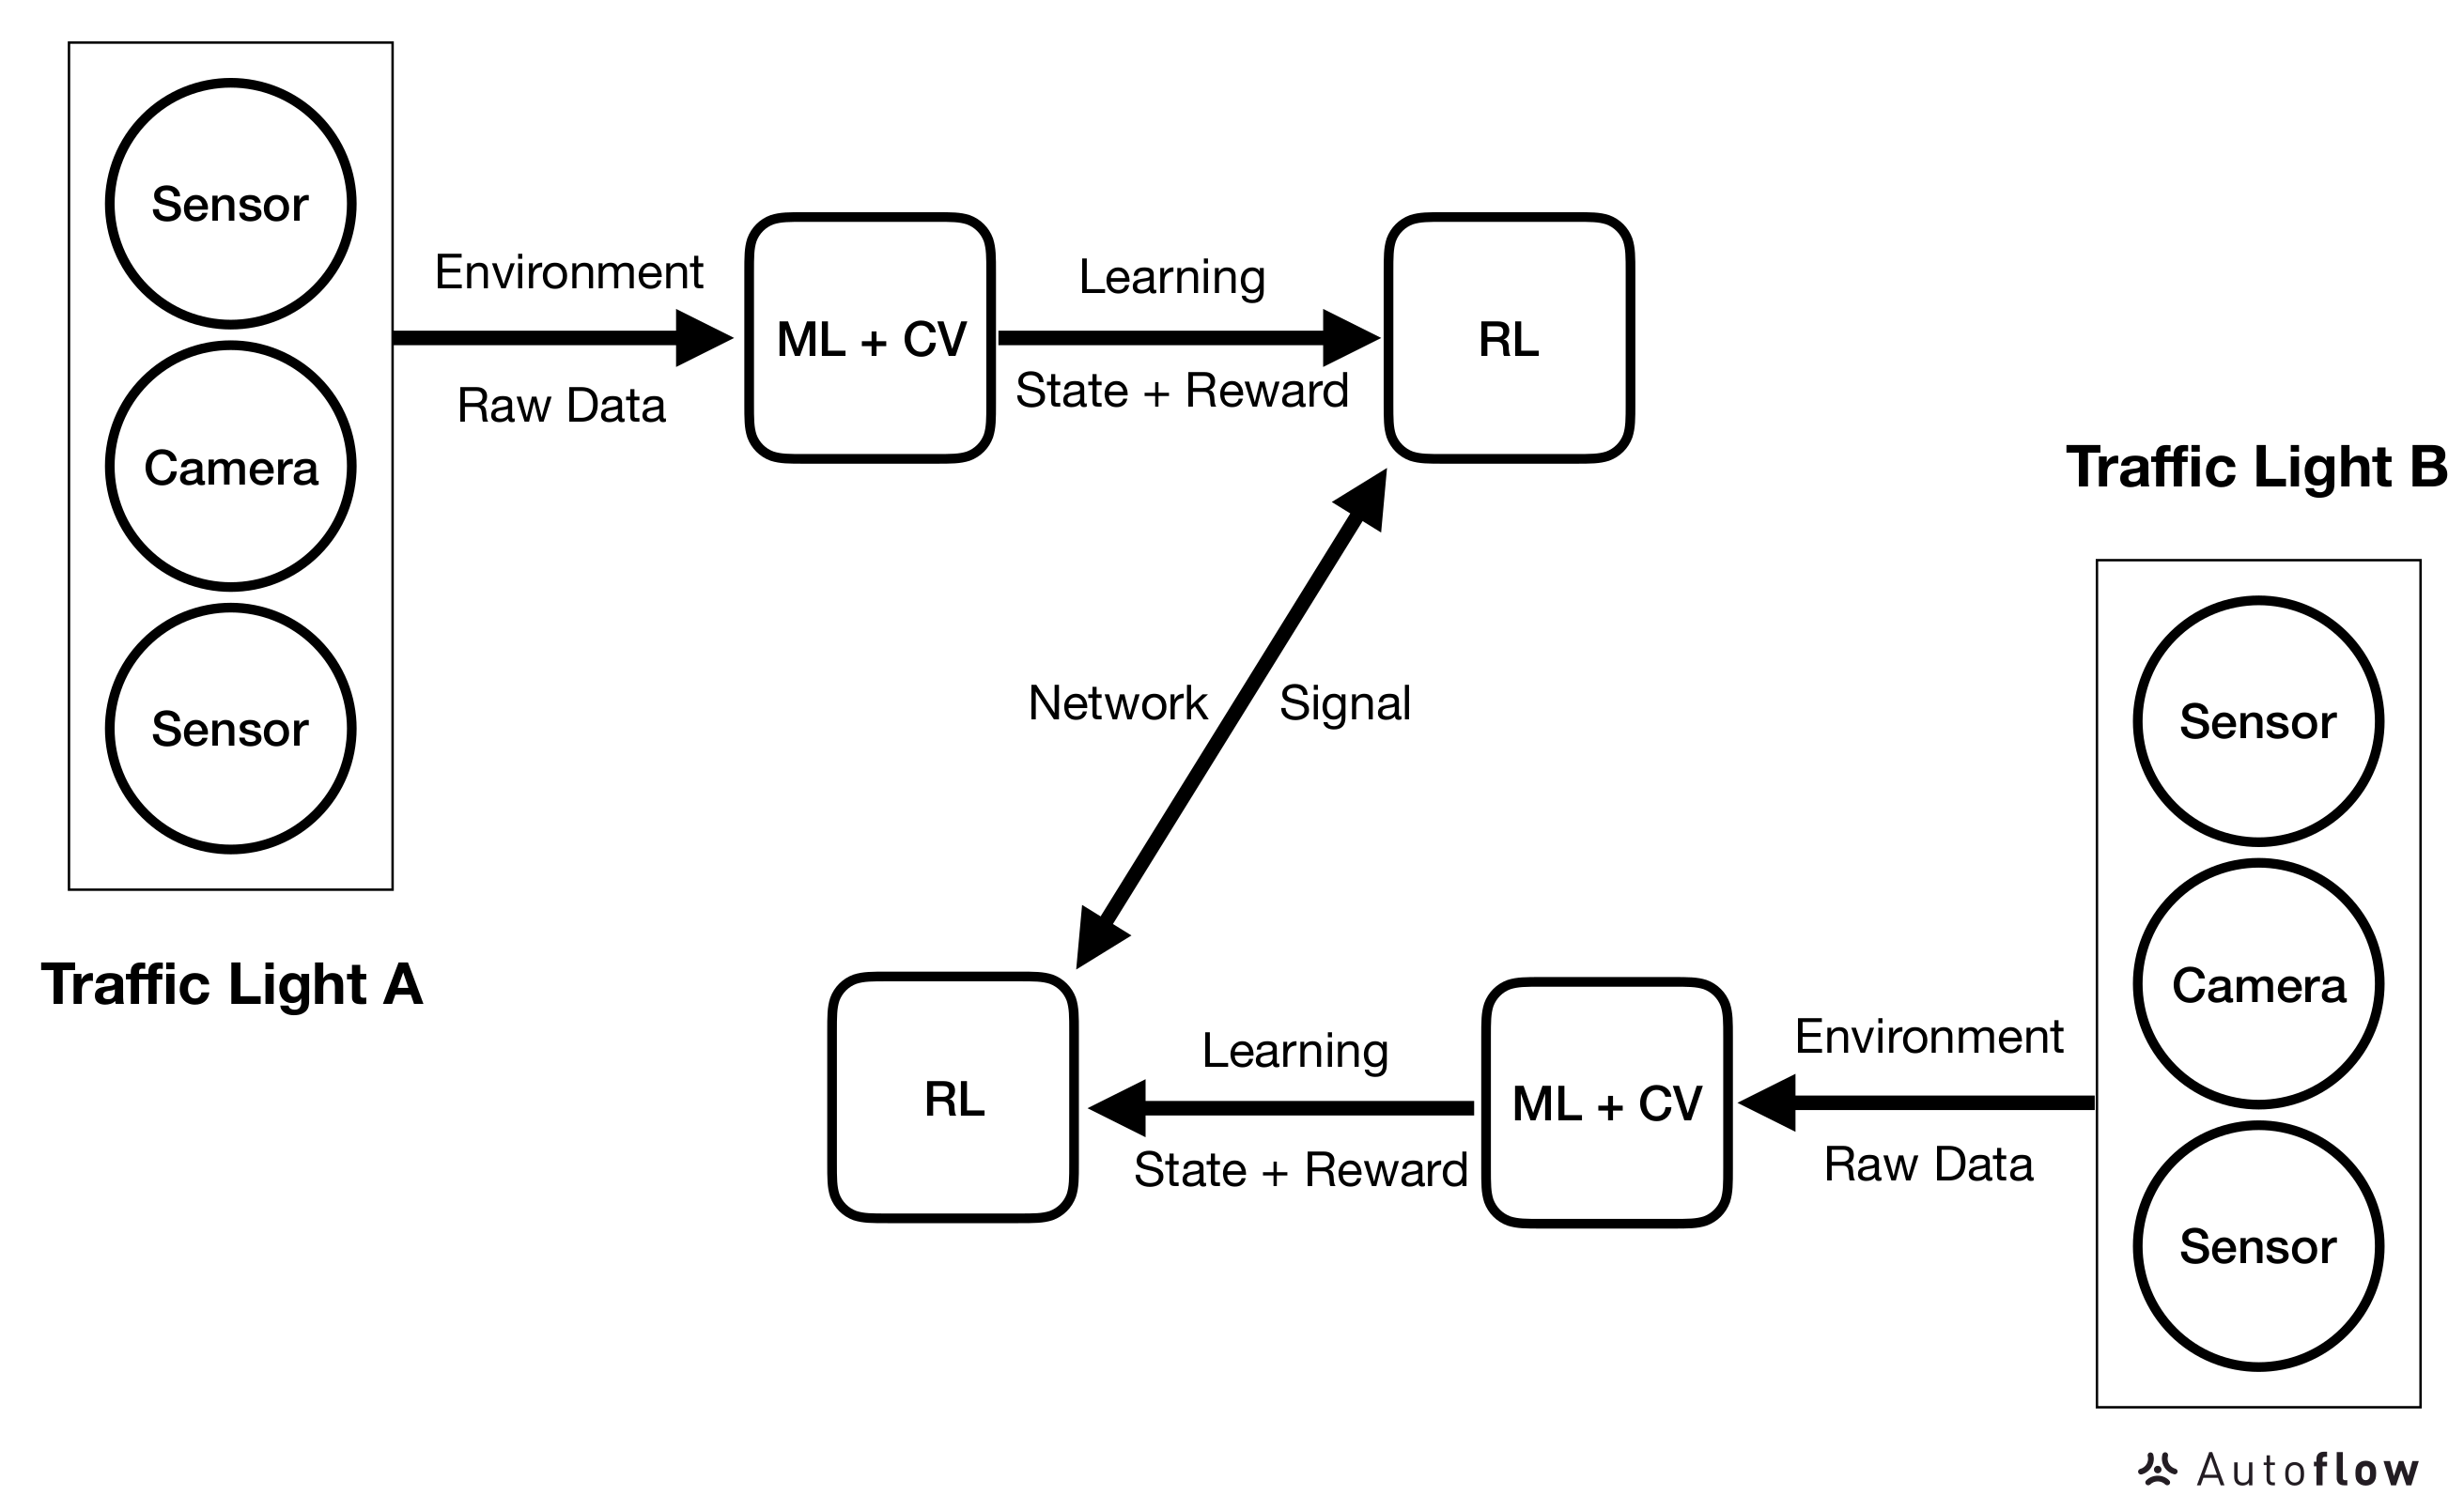 Sensor
Camera
Sensor
Traffic Light A
Environment
Raw Data
ML + CV
Learning
State + Reward
RL
Network
Signal
Traffic Light B
Sensor
Camera
Sensor
Environment
Raw Data
ML + CV
Learning
State + Reward
RL
Autoflow